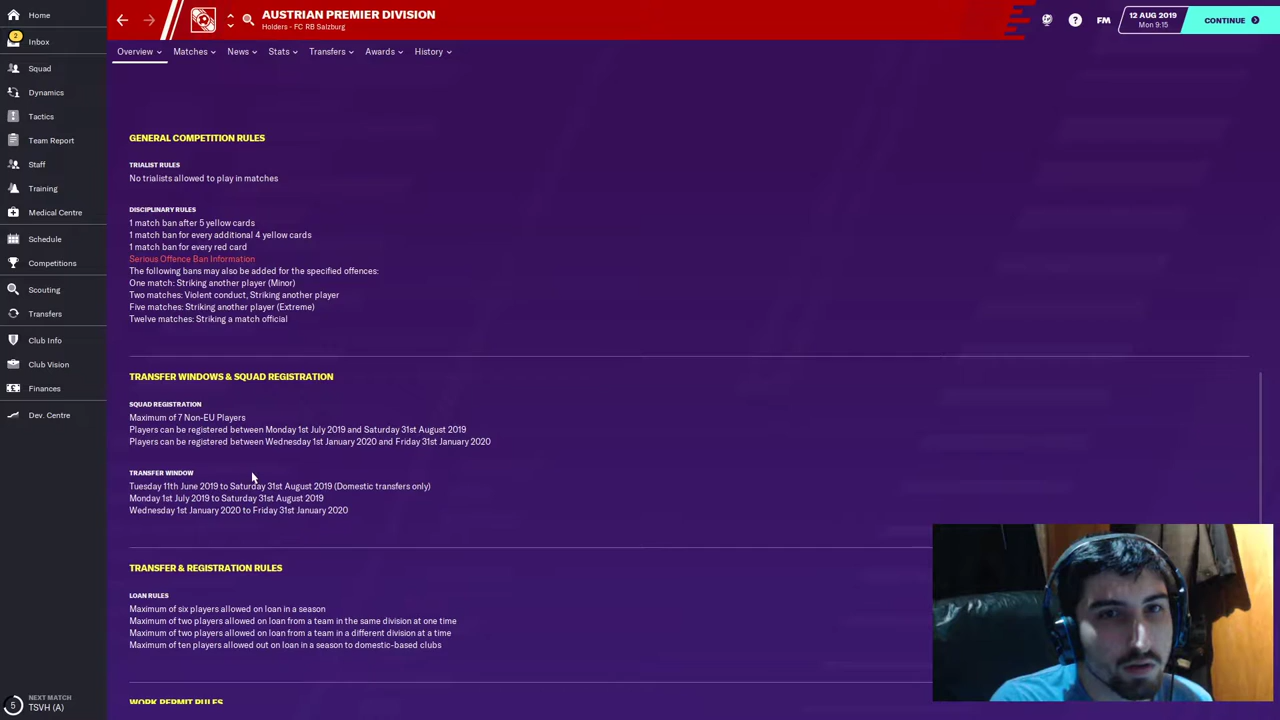 AUSTRIAN PREMIER DIVISION
Holders - FC RB Salzburg
FM
12 AUG 2019
Mon 9:15
CONTINUE
Overview
Matches
News
Stats
Transfers
Awards
History
Home
2
Inbox
Squad
Dynamics
Tactics
Team Report
Staff
Training
Medical Centre
Schedule
Competitions
Scouting
Transfers
Club Info
Club Vision
Finances
Dev. Centre
5
NEXT MATCH
TSVH (A)
GENERAL COMPETITION RULES
TRIALIST RULES
No trialists allowed to play in matches
DISCIPLINARY RULES
1 match ban after 5 yellow cards
1 match ban for every additional 4 yellow cards
1 match ban for every red card
Serious Offence Ban Information
The following bans may also be added for the specified offences:
One match: Striking another player (Minor)
Two matches: Violent conduct, Striking another player
Five matches: Striking another player (Extreme)
Twelve matches: Striking a match official
TRANSFER WINDOWS & SQUAD REGISTRATION
SQUAD REGISTRATION
Maximum of 7 Non-EU Players
Players can be registered between Monday 1st July 2019 and Saturday 31st August 2019
Players can be registered between Wednesday 1st January 2020 and Friday 31st January 2020
TRANSFER WINDOW
Tuesday 11th June 2019 to Saturday 31st August 2019 (Domestic transfers only)
Monday 1st July 2019 to Saturday 31st August 2019
Wednesday 1st January 2020 to Friday 31st January 2020
TRANSFER & REGISTRATION RULES
LOAN RULES
Maximum of six players allowed on loan in a season
Maximum of two players allowed on loan from a team in the same division at one time
Maximum of two players allowed on loan from a team in a different division at a time
Maximum of ten players allowed out on loan in a season to domestic-based clubs
WORK PERMIT RULES